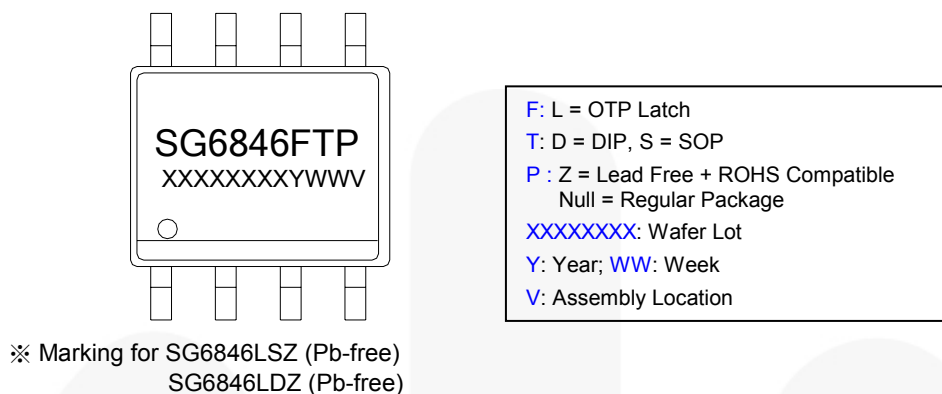 SG6846FTP
XXXXXXXXYWWV
F: L = OTP Latch
T: D = DIP, S = SOP
P : Z = Lead Free + ROHS Compatible
Null = Regular Package
XXXXXXXX: Wafer Lot
Y: Year; WW: Week
V: Assembly Location
※ Marking for SG6846LSZ (Pb-free)
SG6846LDZ (Pb-free)